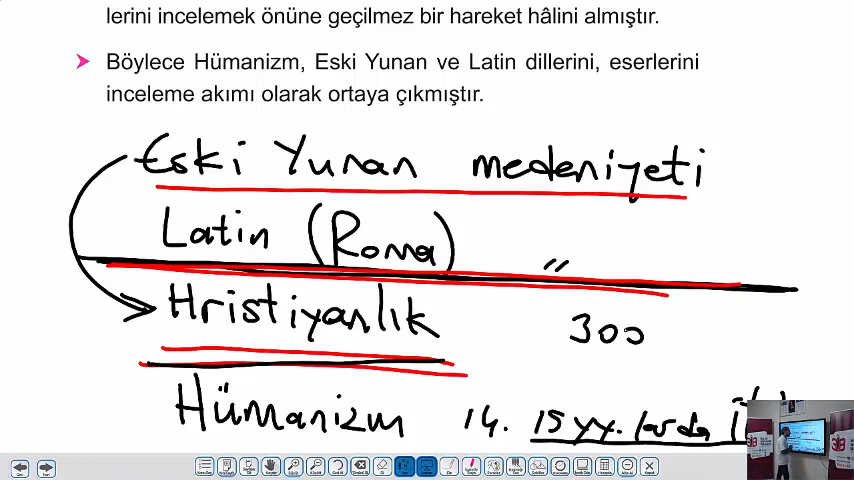 lerini incelemek önüne geçilmez bir hareket hâlini almıştır.
➤ Böylece Hümanizm, Eski Yunan ve Latin dillerini, eserlerini
inceleme akımı olarak ortaya çıkmıştır.
Eski Yunan medeniyeti
Latin (Roma) "
Hristiyanlık 300
Hümanizm 14. 15 yy. larda